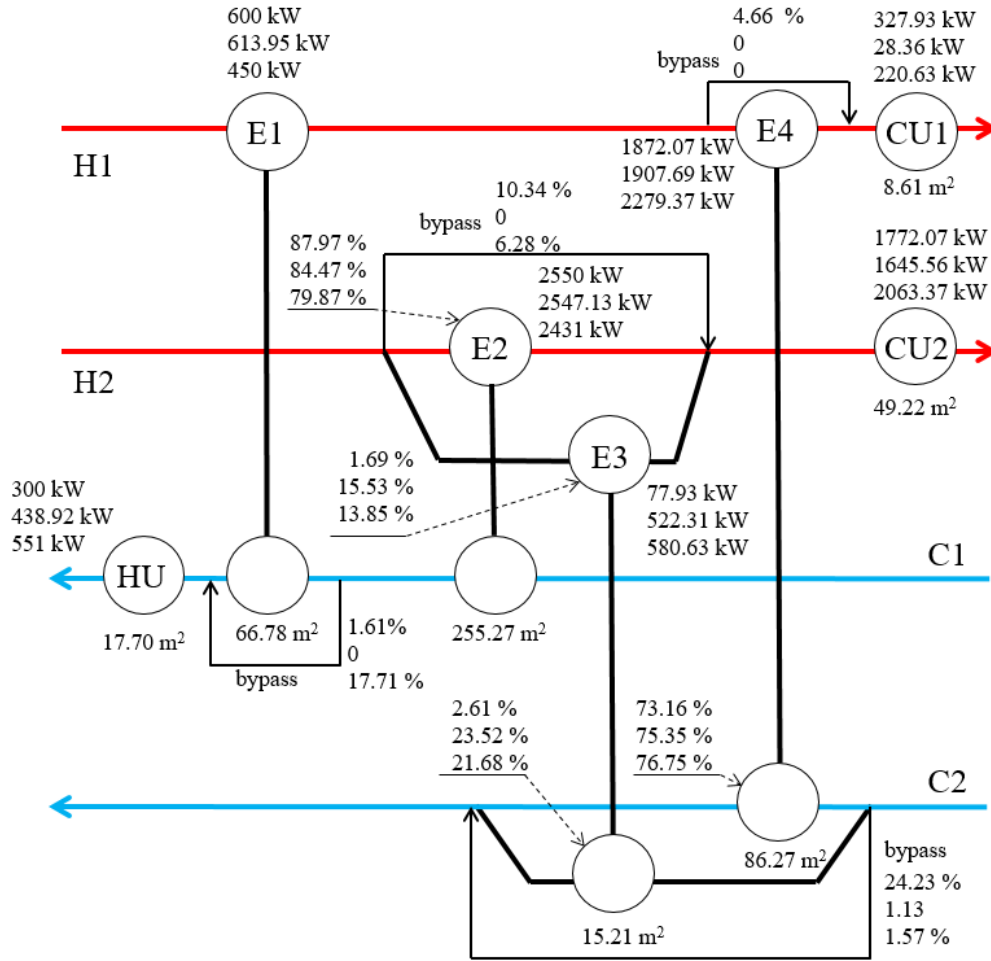 600 kW
613.95 kW
450 kW
4.66 %
0
0
bypass
327.93 kW
28.36 kW
220.63 kW
E1
E4
CU1
H1
1872.07 kW
1907.69 kW
2279.37 kW
8.61 m²
10.34 %
0
6.28 %
bypass
87.97 %
84.47 %
79.87 %
2550 kW
2547.13 kW
2431 kW
1772.07 kW
1645.56 kW
2063.37 kW
E2
CU2
H2
49.22 m²
E3
1.69 %
15.53 %
13.85 %
77.93 kW
522.31 kW
580.63 kW
300 kW
438.92 kW
551 kW
C1
HU
17.70 m²
66.78 m²
255.27 m²
1.61%
0
17.71 %
bypass
2.61 %
23.52 %
21.68 %
73.16 %
75.35 %
76.75 %
C2
86.27 m²
bypass
24.23 %
1.13
1.57 %
15.21 m²